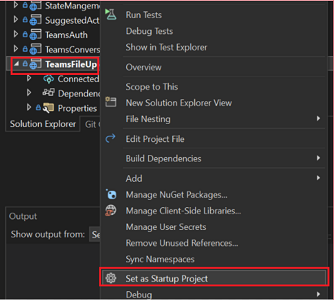 StateMangemen
SuggestedAct
TeamsAuth
TeamsConvers
TeamsFileUp
Connected
Depende
Properties
Solution Explorer Git C
Output
Show output from: Se
Run Tests
Debug Tests
Show in Test Explorer
Overview
Scope to This
New Solution Explorer View
File Nesting
Edit Project File
Build Dependencies
Add
Manage NuGet Packages...
Manage Client-Side Libraries...
Manage User Secrets
Remove Unused References...
Sync Namespaces
Set as Startup Project
Debug